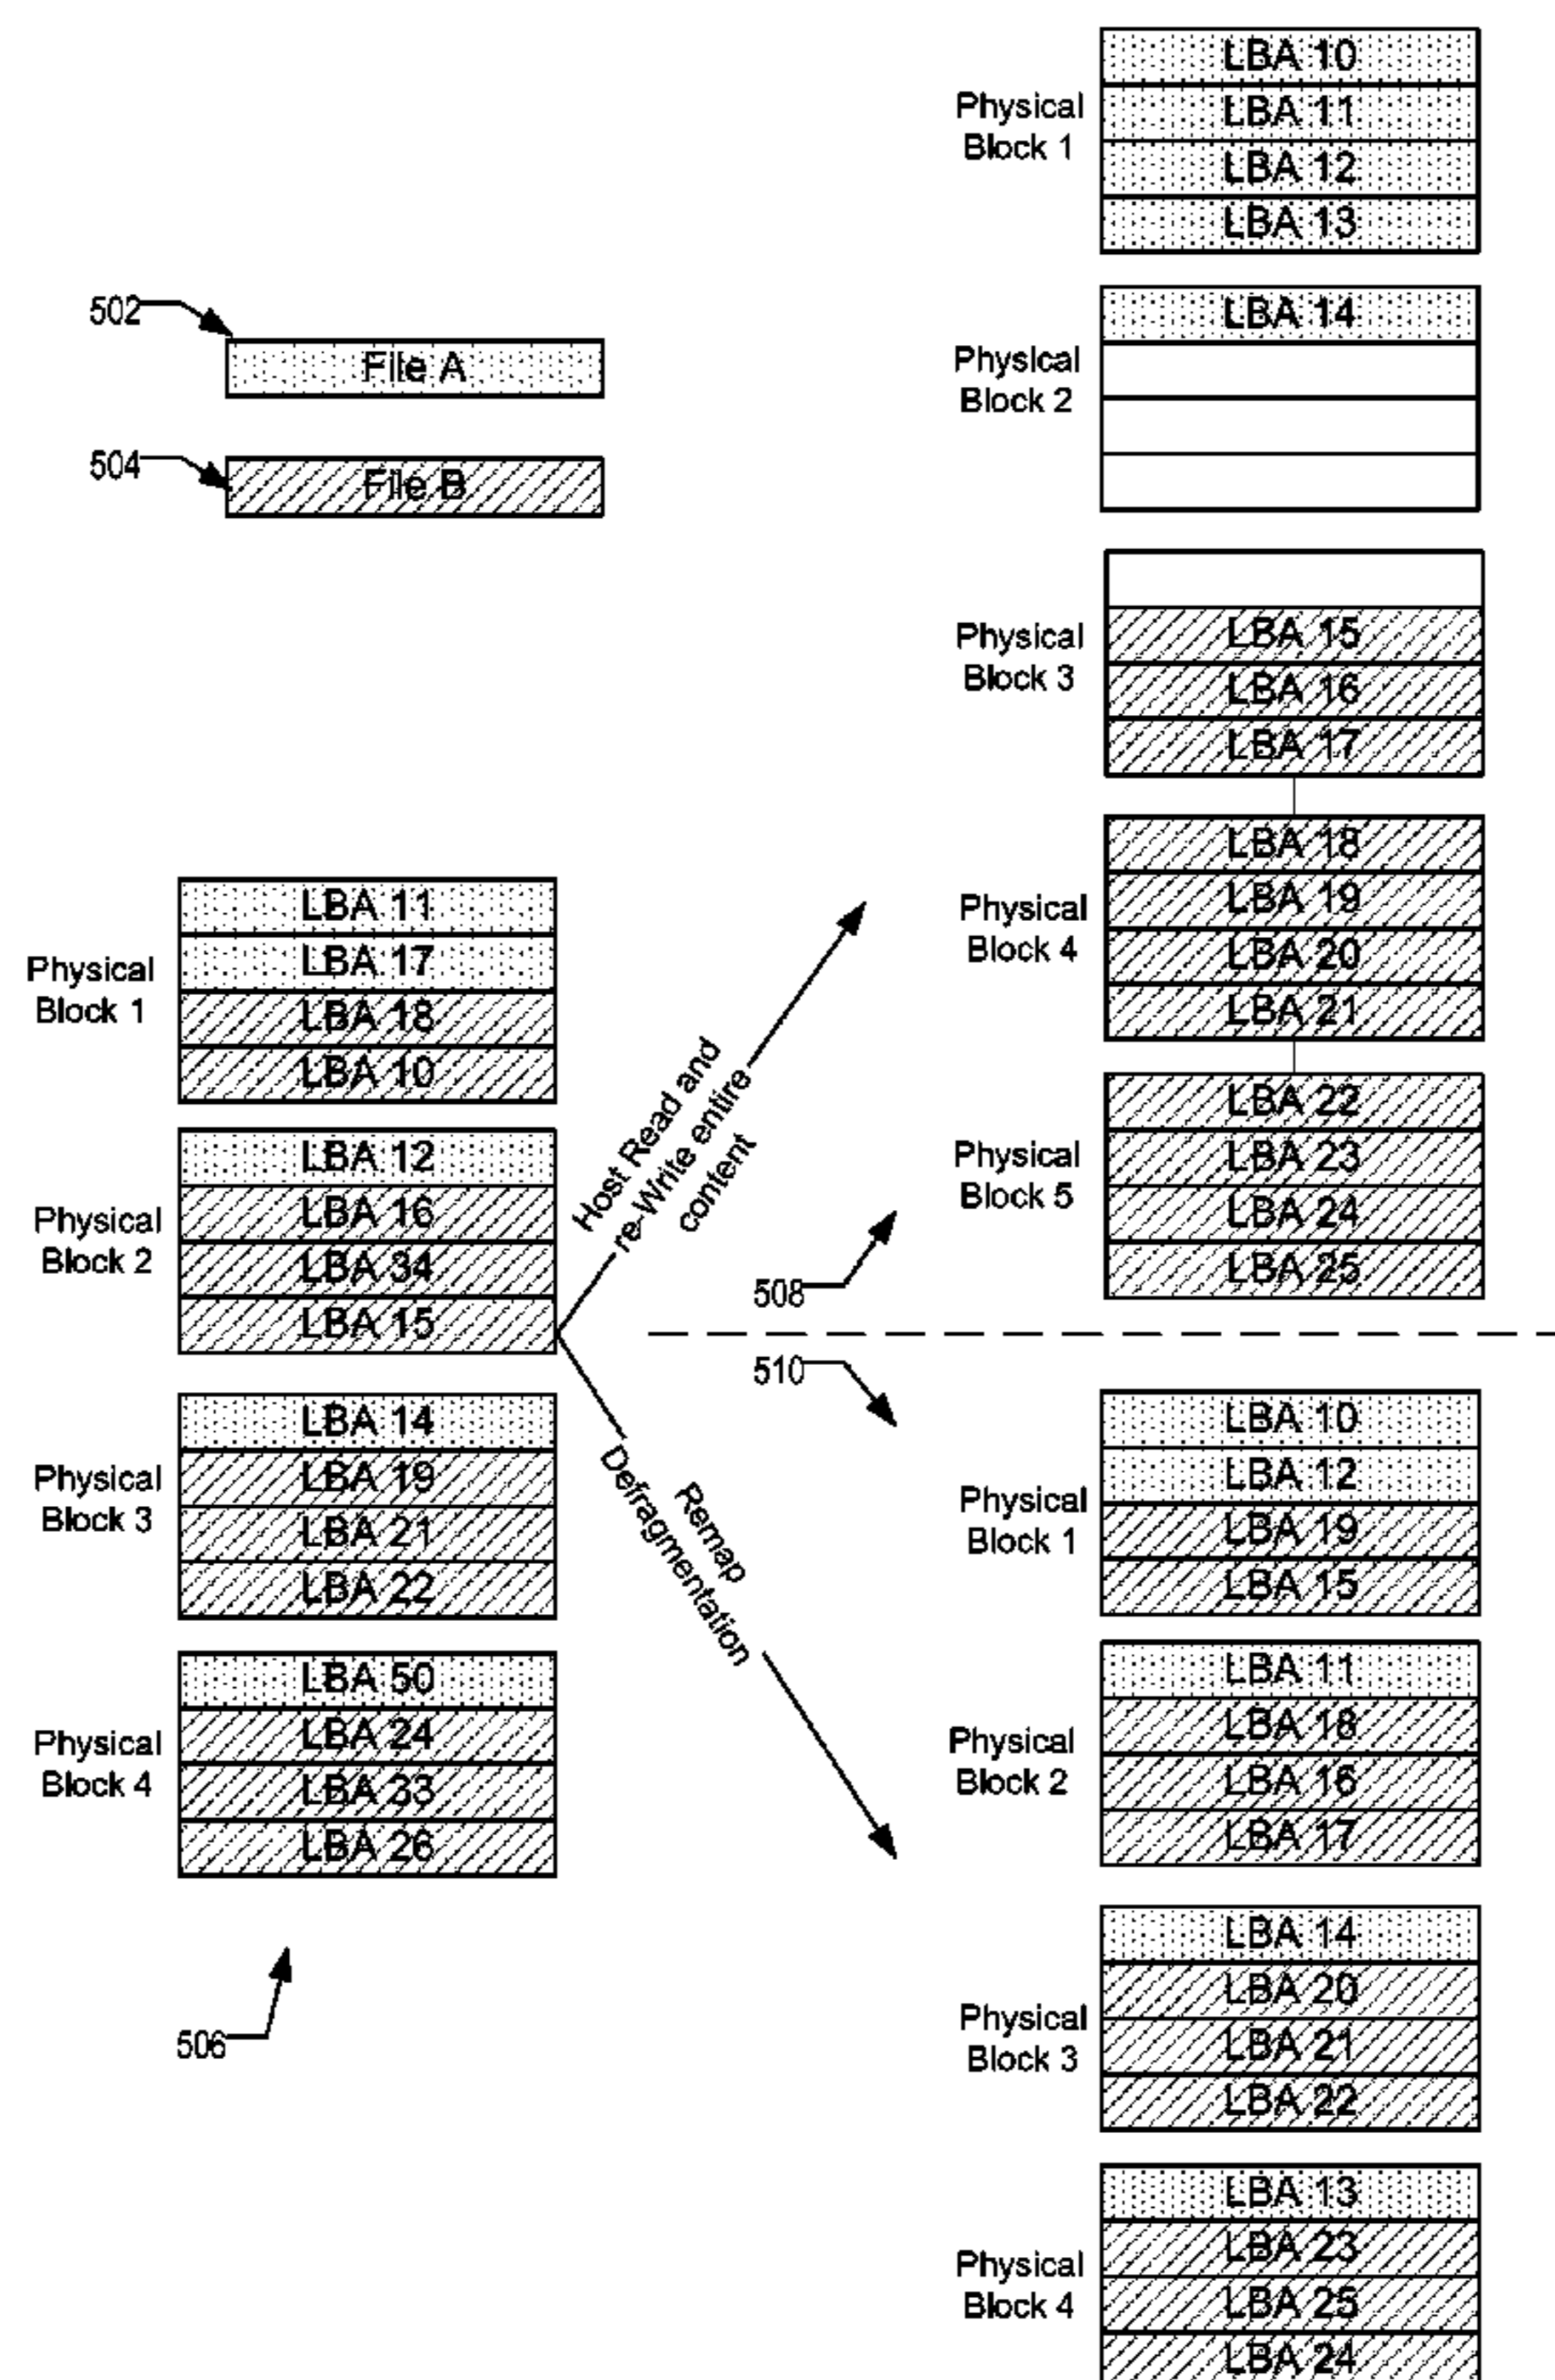 502
File A
504
File B
Physical
Block 1
LBA 11
LBA 17
LBA 18
LBA 10
Physical
Block 2
LBA 12
LBA 16
LBA 34
LBA 15
Physical
Block 3
LBA 14
LBA 19
LBA 21
LBA 22
Physical
Block 4
LBA 50
LBA 24
LBA 33
LBA 26
506
Host Read and
re-Write entire
content
508
Physical
Block 1
LBA 10
LBA 11
LBA 12
LBA 13
Physical
Block 2
LBA 14
Physical
Block 3
LBA 15
LBA 16
LBA 17
Physical
Block 4
LBA 18
LBA 19
LBA 20
LBA 21
Physical
Block 5
LBA 22
LBA 23
LBA 24
LBA 25
510
Remap
Defragmentation
Physical
Block 1
LBA 10
LBA 12
LBA 19
LBA 15
Physical
Block 2
LBA 11
LBA 18
LBA 16
LBA 17
Physical
Block 3
LBA 14
LBA 20
LBA 21
LBA 22
Physical
Block 4
LBA 13
LBA 23
LBA 25
LBA 24